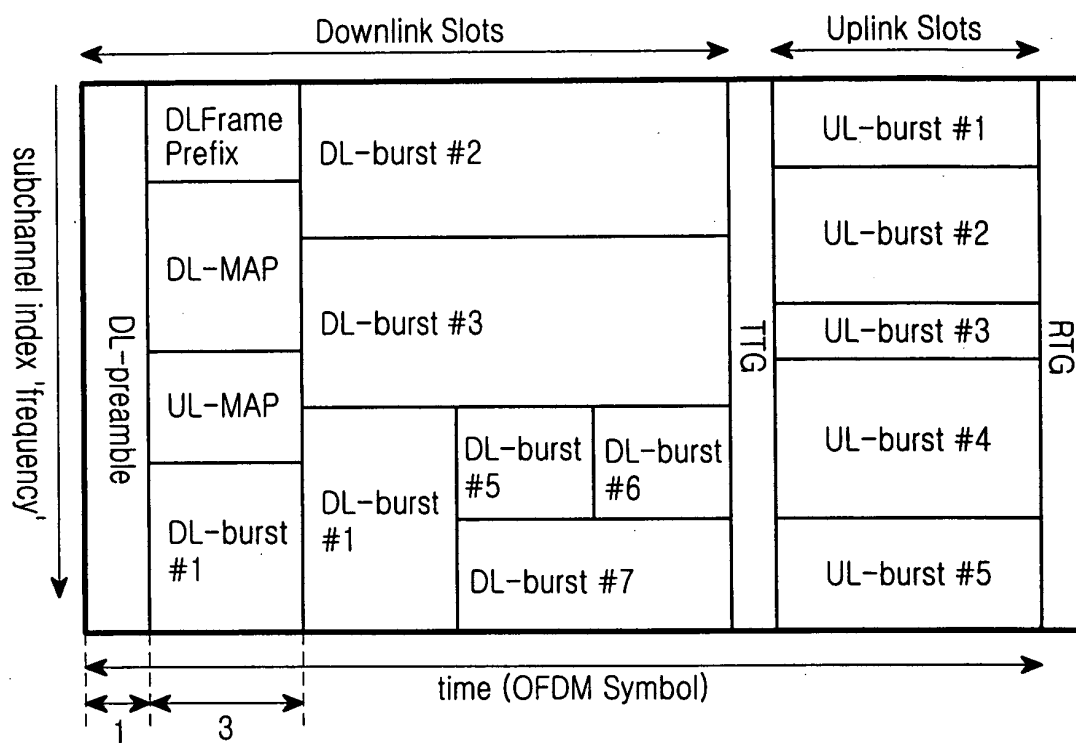 Downlink Slots
Uplink Slots
subchannel index 'frequency'
DL-preamble
DLFrame
Prefix
DL-MAP
UL-MAP
DL-burst
#1
DL-burst #2
DL-burst #3
DL-burst
#1
DL-burst
#5
DL-burst
#6
DL-burst #7
TTG
UL-burst #1
UL-burst #2
UL-burst #3
UL-burst #4
UL-burst #5
RTG
time (OFDM Symbol)
1
3